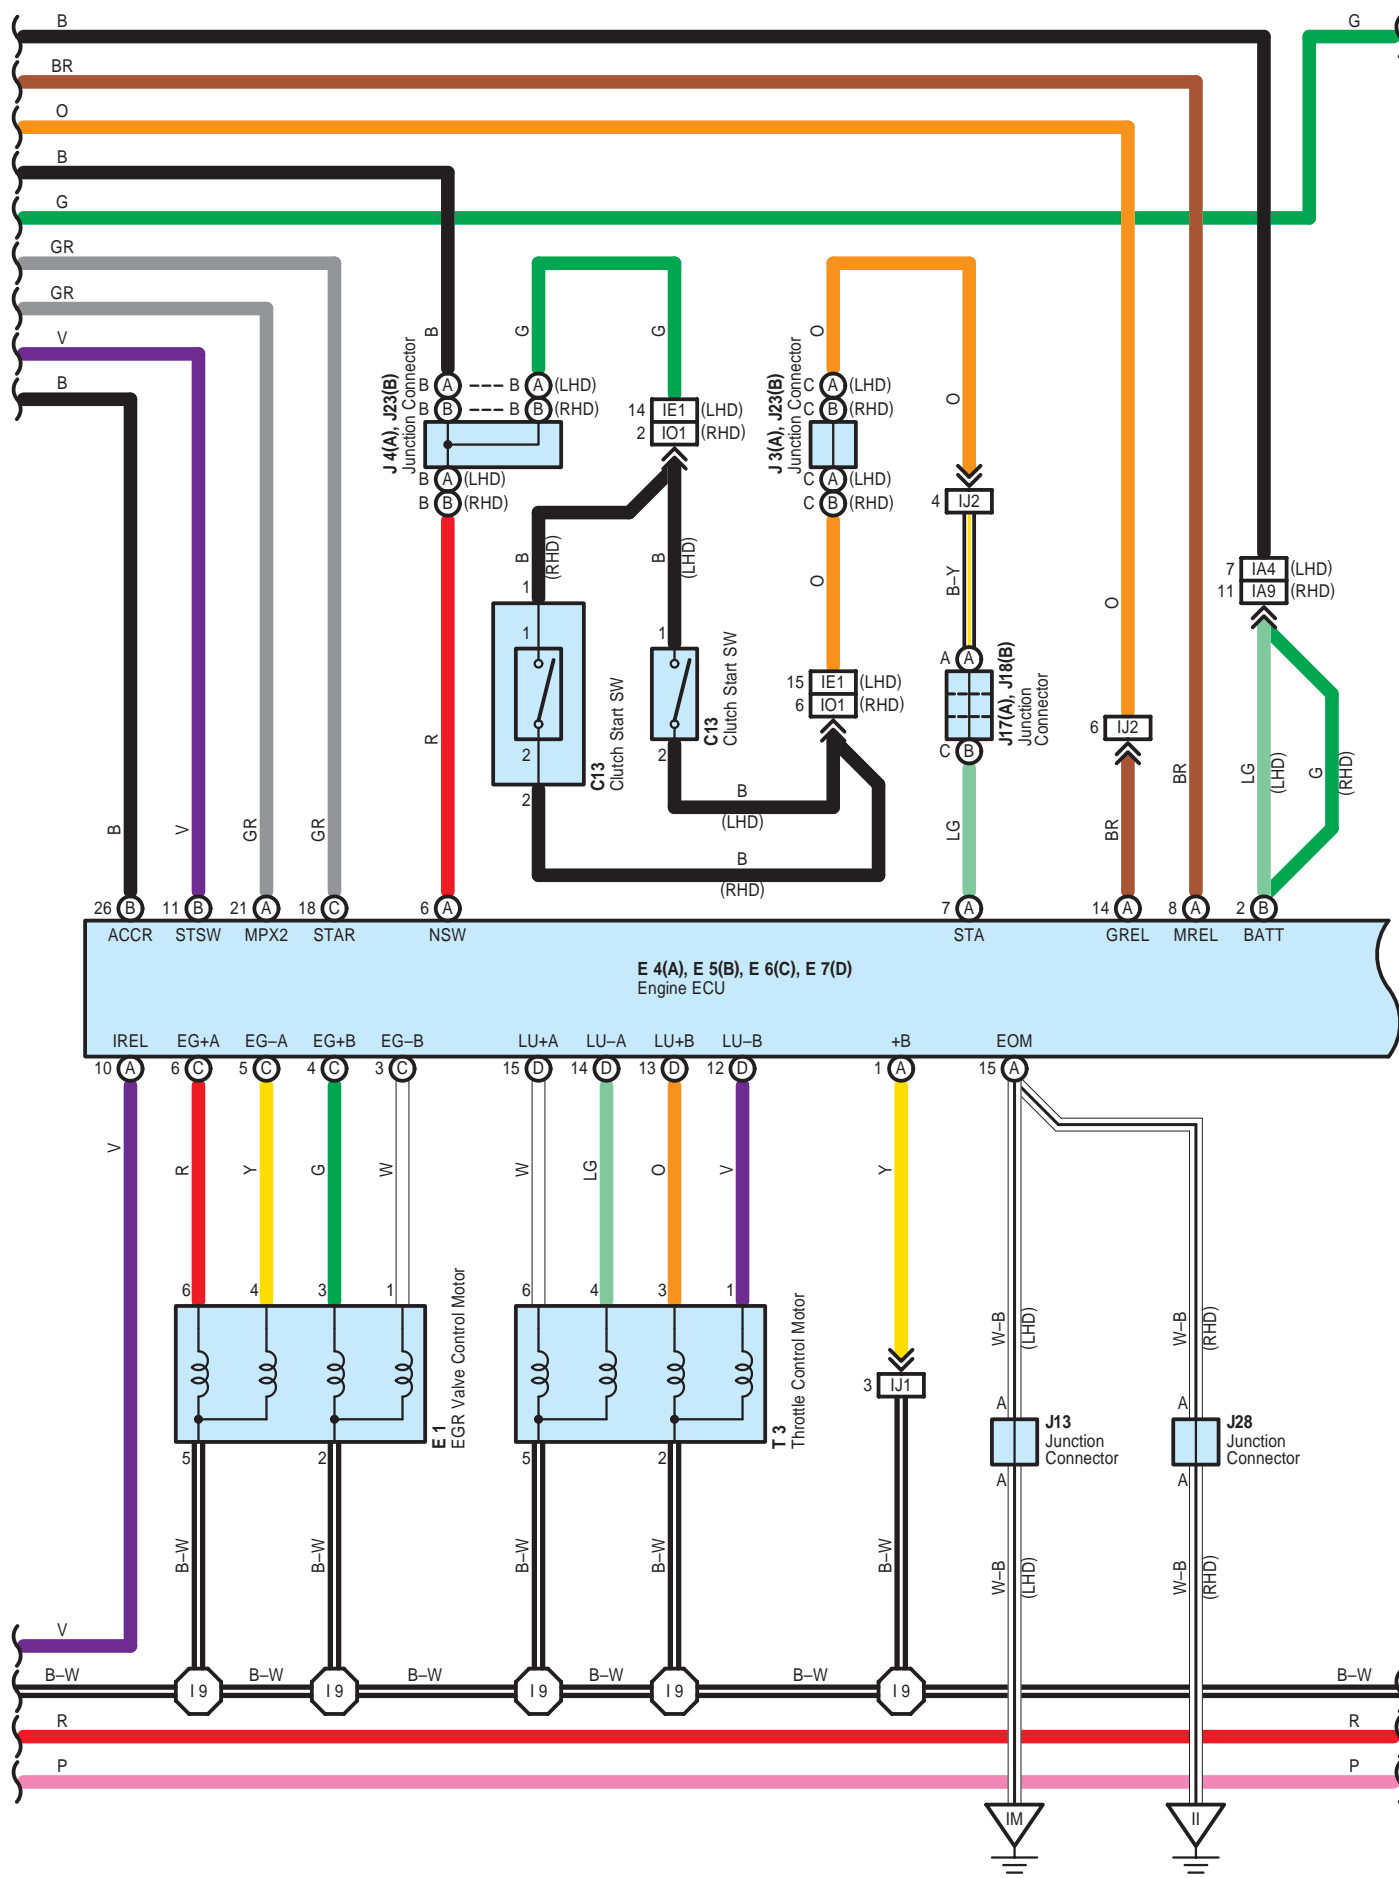 B
G
BR
O
B
G
GR
GR
V
B
B
G
G
O
O
J 4(A), J23(B)
Junction Connector
B A --- B A (LHD)
B B --- B B (RHD)
B A (LHD)
B B (RHD)
14 IE1 (LHD)
2 IO1 (RHD)
J 3(A), J23(B)
Junction Connector
C A (LHD)
C B (RHD)
C A (LHD)
C B (RHD)
4 IJ2
B
(RHD)
B
(LHD)
O
B–Y
O
7 IA4 (LHD)
11 IA9 (RHD)
1
1
2
2
C13
Clutch Start SW
1
2
C13
Clutch Start SW
15 IE1 (LHD)
6 IO1 (RHD)
A A
C B
J17(A), J18(B)
Junction
Connector
6 IJ2
R
B
(LHD)
B
(RHD)
B
V
GR
GR
LG
BR
BR
LG
(LHD)
G
(RHD)
26 B
11 B
21 A
18 C
6 A
7 A
14 A
8 A
2 B
ACCR
STSW
MPX2
STAR
NSW
STA
GREL
MREL
BATT
E 4(A), E 5(B), E 6(C), E 7(D)
Engine ECU
IREL
EG+A
EG–A
EG+B
EG–B
LU+A
LU–A
LU+B
LU–B
+B
EOM
10 A
6 C
5 C
4 C
3 C
15 D
14 D
13 D
12 D
1 A
15 A
V
R
Y
G
W
W
LG
O
V
Y
6
4
3
1
5
2
E 1
EGR Valve Control Motor
6
4
3
1
5
2
T 3
Throttle Control Motor
3 IJ1
W–B
(LHD)
W–B
(RHD)
A
J13
Junction
Connector
A
A
J28
Junction
Connector
A
B–W
B–W
B–W
B–W
B–W
W–B
(LHD)
W–B
(RHD)
V
B–W
B–W
B–W
B–W
B–W
B–W
I 9
I 9
I 9
I 9
I 9
R
R
P
P
IM
II